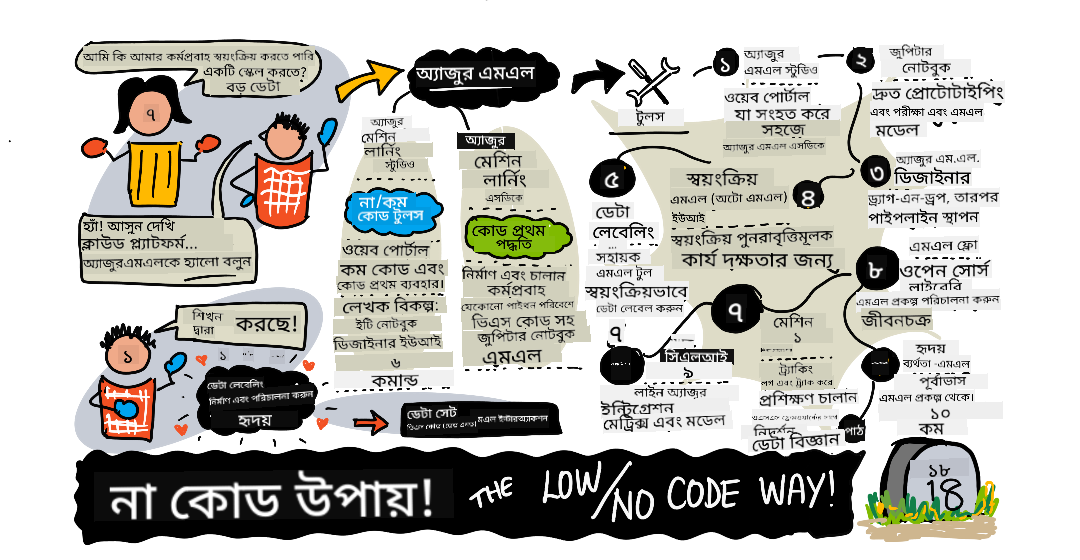 আমি কি আমার কর্মপ্রবাহ স্বয়ংক্রিয় করতে পারি
একটি স্কেল করতে?
বড় ডেটা
৭
হ্যাঁ! আসুন দেখি
ক্লাউড প্ল্যাটফর্ম...
অ্যাজুরএমএলকে হ্যালো বলুন
শিখন
দ্বারা
করছে!
১
১
ডেটা লেবেলিং
নির্মাণ এবং পরিচালনা করুন
হৃদয়
অ্যাজুর এমএল
অ্যাজুর
মেশিন
লার্নিং
স্টুডিও
না/কম
কোড টুলস
ওয়েব পোর্টাল
কম কোড এবং
কোড প্রথম ব্যবহার।
লেখক বিকল্প:
ইটি নোটবুক
ডিজাইনার ইউআই
৬
কমান্ড
অ্যাজুর
মেশিন
লার্নিং
এসডিকে
কোড প্রথম
পদ্ধতি
নির্মাণ এবং চালান
কর্মপ্রবাহ
যেকোনো পাইথন পরিবেশে
ভিএস কোড সহ
জুপিটার নোটবুক
এমএল
ডেটা সেট
টুলস
১
অ্যাজুর
এমএল স্টুডিও
ওয়েব পোর্টাল
যা সংহত করে
সহজে
অ্যাজুর এমএল এসডিকে
২
জুপিটার
নোটবুক
দ্রুত প্রোটোটাইপিং
এবং পরীক্ষা এবং এমএল
মডেল
৩
অ্যাজুর এম.এল.
ডিজাইনার
ড্র্যাগ-এন-ড্রপ, তারপর
পাইপলাইন স্থাপন
স্বয়ংক্রিয়
এমএল (অটো এমএল)
৪
ইউআই
স্বয়ংক্রিয় পুনরাবৃত্তিমূলক
কার্য দক্ষতার জন্য
৫
ডেটা
লেবেলিং
...
সহায়ক
এমএল টুল
স্বয়ংক্রিয়ভাবে
ডেটা লেবেল করুন
৭
সিএলআই
৯
লাইন অ্যাজুর
ইন্টিগ্রেশন
মেট্রিক্স এবং মডেল
৭
মেশিন
১
ট্র্যাকিং
লগ এবং ট্র্যাক করে
প্রশিক্ষণ চালান
নিদর্শন
ডেটা বিজ্ঞান
পাঠ
৮
এমএল ফ্লো
ওপেন সোর্স
লাইব্রেরি
এমএল প্রকল্প পরিচালনা করুন
জীবনচক্র
হৃদয়
ব্যর্থতা -এমএল
পূর্বাভাস
এমএল প্রকল্প থেকে।
১০
কম
না কোড উপায়!
THE LOW/NO CODE WAY!
১৮
18